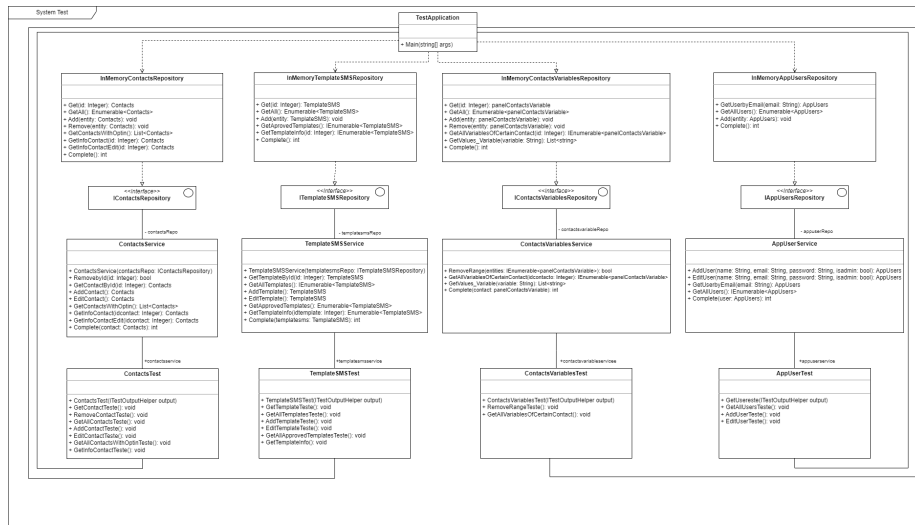 System Test
TestApplication
+ Main(string[] args)
InMemoryContactsRepository
+ Get(id: Integer): Contacts
+ GetAll(): Enumerable<Contacts>
+ Add(entity: Contacts): void
+ Remove(entity: Contacts): void
+ GetContactsWithOptin(): List<Contacts>
+ GetInfoContact(id: Integer): Contacts
+ GetInfoContactEdit(id: Integer): Contacts
+ Complete(): int
InMemoryTemplateSMSRepository
+ Get(id: Integer): TemplateSMS
+ GetAll(): Enumerable<TemplateSMS>
+ Add(entity: TemplateSMS): void
+ GetAprovedTemplates(): IEnumerable<TemplateSMS>
+ GetTemplateInfo(id: Integer): IEnumerable<TemplateSMS>
+ Complete(): int
InMemoryContactsVariablesRepository
+ Get(id: Integer): panelContactsVariable
+ GetAll(): Enumerable<panelContactsVariable>
+ Add(entity: panelContactsVariable): void
+ Remove(entity: panelContactsVariable): void
+ GetAllVariablesOfCertainContact(id: Integer): IEnumerable<panelContactsVariable>
+ GetValues_Variable(variable: String): List<string>
+ Complete(): int
InMemoryAppUsersRepository
+ GetUserbyEmail(email: String): AppUsers
+ GetAllUsers(): Enumerable<AppUsers>
+ Add(entity: AppUsers): void
+ Complete(): int
<<interface>>
IContactsRepository
<<interface>>
ITemplateSMSRepository
<<interface>>
IContactsVariablesRepository
<<interface>>
IAppUsersRepository
- contactsRepo
- templatesmsRepo
- contactsvariableRepo
- appuserRepo
ContactsService
+ ContactsService(contactsRepo: IContactsRepository)
+ RemovebyId(id: Integer): bool
+ GetContactById(id: Integer): Contacts
+ AddContact(): Contacts
+ EditContact(): Contacts
+ GetContactsWithOptin(): List<Contacts>
+ GetInfoContact(idcontact: Integer): Contacts
+ GetInfoContactEdit(idcontact: Integer): Contacts
+ Complete(contact: Contacts): int
TemplateSMSService
+ TemplateSMSService(templatesmsRepo: ITemplateSMSRepository)
+ GetTemplateById(id: Integer): TemplateSMS
+ GetAllTemplates(): IEnumerable<TemplateSMS>
+ AddTemplate(): TemplateSMS
+ EditTemplate(): TemplateSMS
+ GetApprovedTemplates(): Enumerable<TemplateSMS>
+ GetTemplateInfo(idtemplate: Integer): Enumerable<TemplateSMS>
+ Complete(templatesms: TemplateSMS): int
ContactsVariablesService
+ RemoveRange(entities: IEnumerable<panelContactsVariable>): bool
+ GetAllVariablesOfCertainContact(idcontacto: Integer): Enumerable<panelContactsVariable>
+ GetValues_Variable(variable: String): List<string>
+ Complete(contact: panelContactsVariable): int
AppUserService
+ AddUser(name: String, email: String, password: String, isadmin: bool): AppUsers
+ EditUser(name: String, email: String, password: String, isadmin: bool): AppUsers
+ GetUserbyEmail(email: String): AppUsers
+ GetAllUsers(): IEnumerable<AppUsers>
+ Complete(user: AppUsers): int
+contactsservice
+templatesmsservice
+contactsvariableservices
+appuserservice
ContactsTest
+ ContactsTest(ITestOutputHelper output)
+ GetContactTeste(): void
+ RemoveContactTeste(): void
+ GetAllContactsTeste(): void
+ AddContactTeste(): void
+ EditContactTeste(): void
+ GetAllContactsWithOptinTeste(): void
+ GetInfoContactTeste(): void
TemplateSMSTest
+ TemplateSMSTest(ITestOutputHelper output)
+ GetTemplateTeste(): void
+ GetAllTemplatesTeste(): void
+ AddTemplateTeste(): void
+ EditTemplateTeste(): void
+ GetAllApprovedTemplatesTeste(): void
+ GetTemplateInfo(): void
ContactsVariablesTest
+ ContactsVariablesTest(ITestOutputHelper output)
+ RemoveRangeTeste(): void
+ GetAllVariablesOfCertainContact(): void
AppUserTest
+ GetUsereste(ITestOutputHelper output)
+ GetAllUsersTeste(): void
+ AddUserTeste(): void
+ EditUserTeste(): void